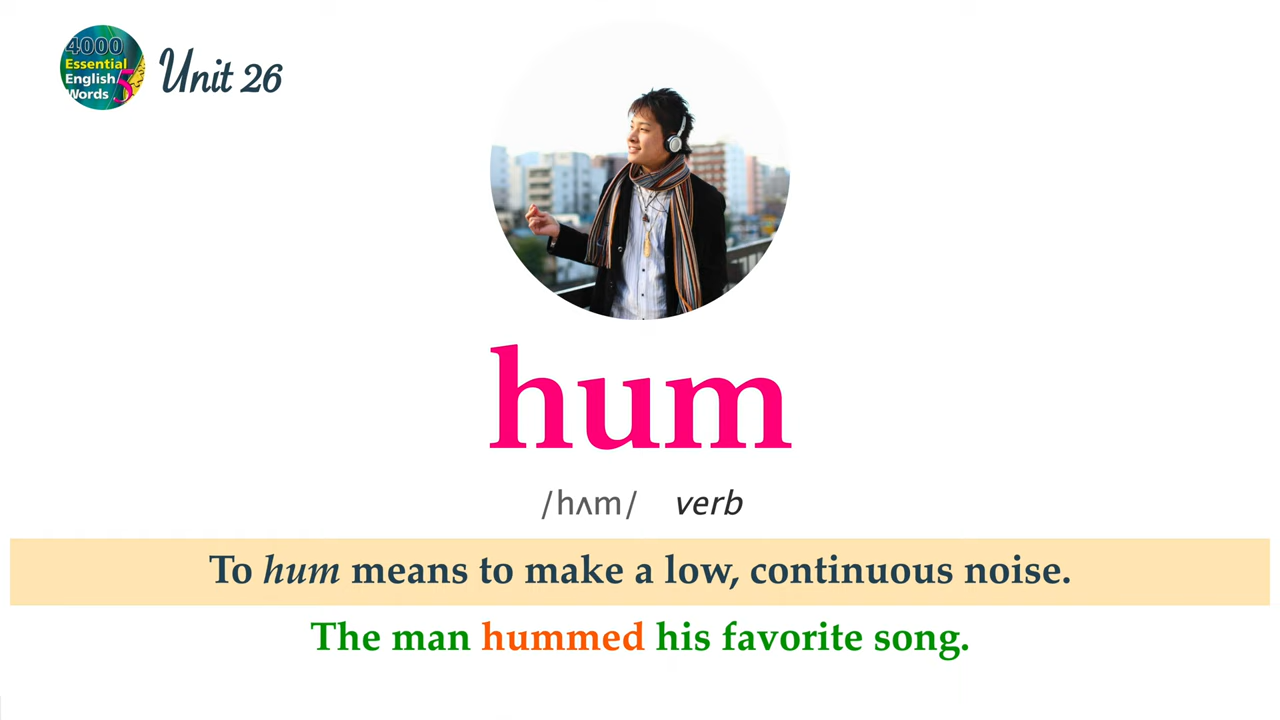 4000
Essential
English
Words 5
Unit 26
hum
/hʌm/ verb
To hum means to make a low, continuous noise.
The man hummed his favorite song.